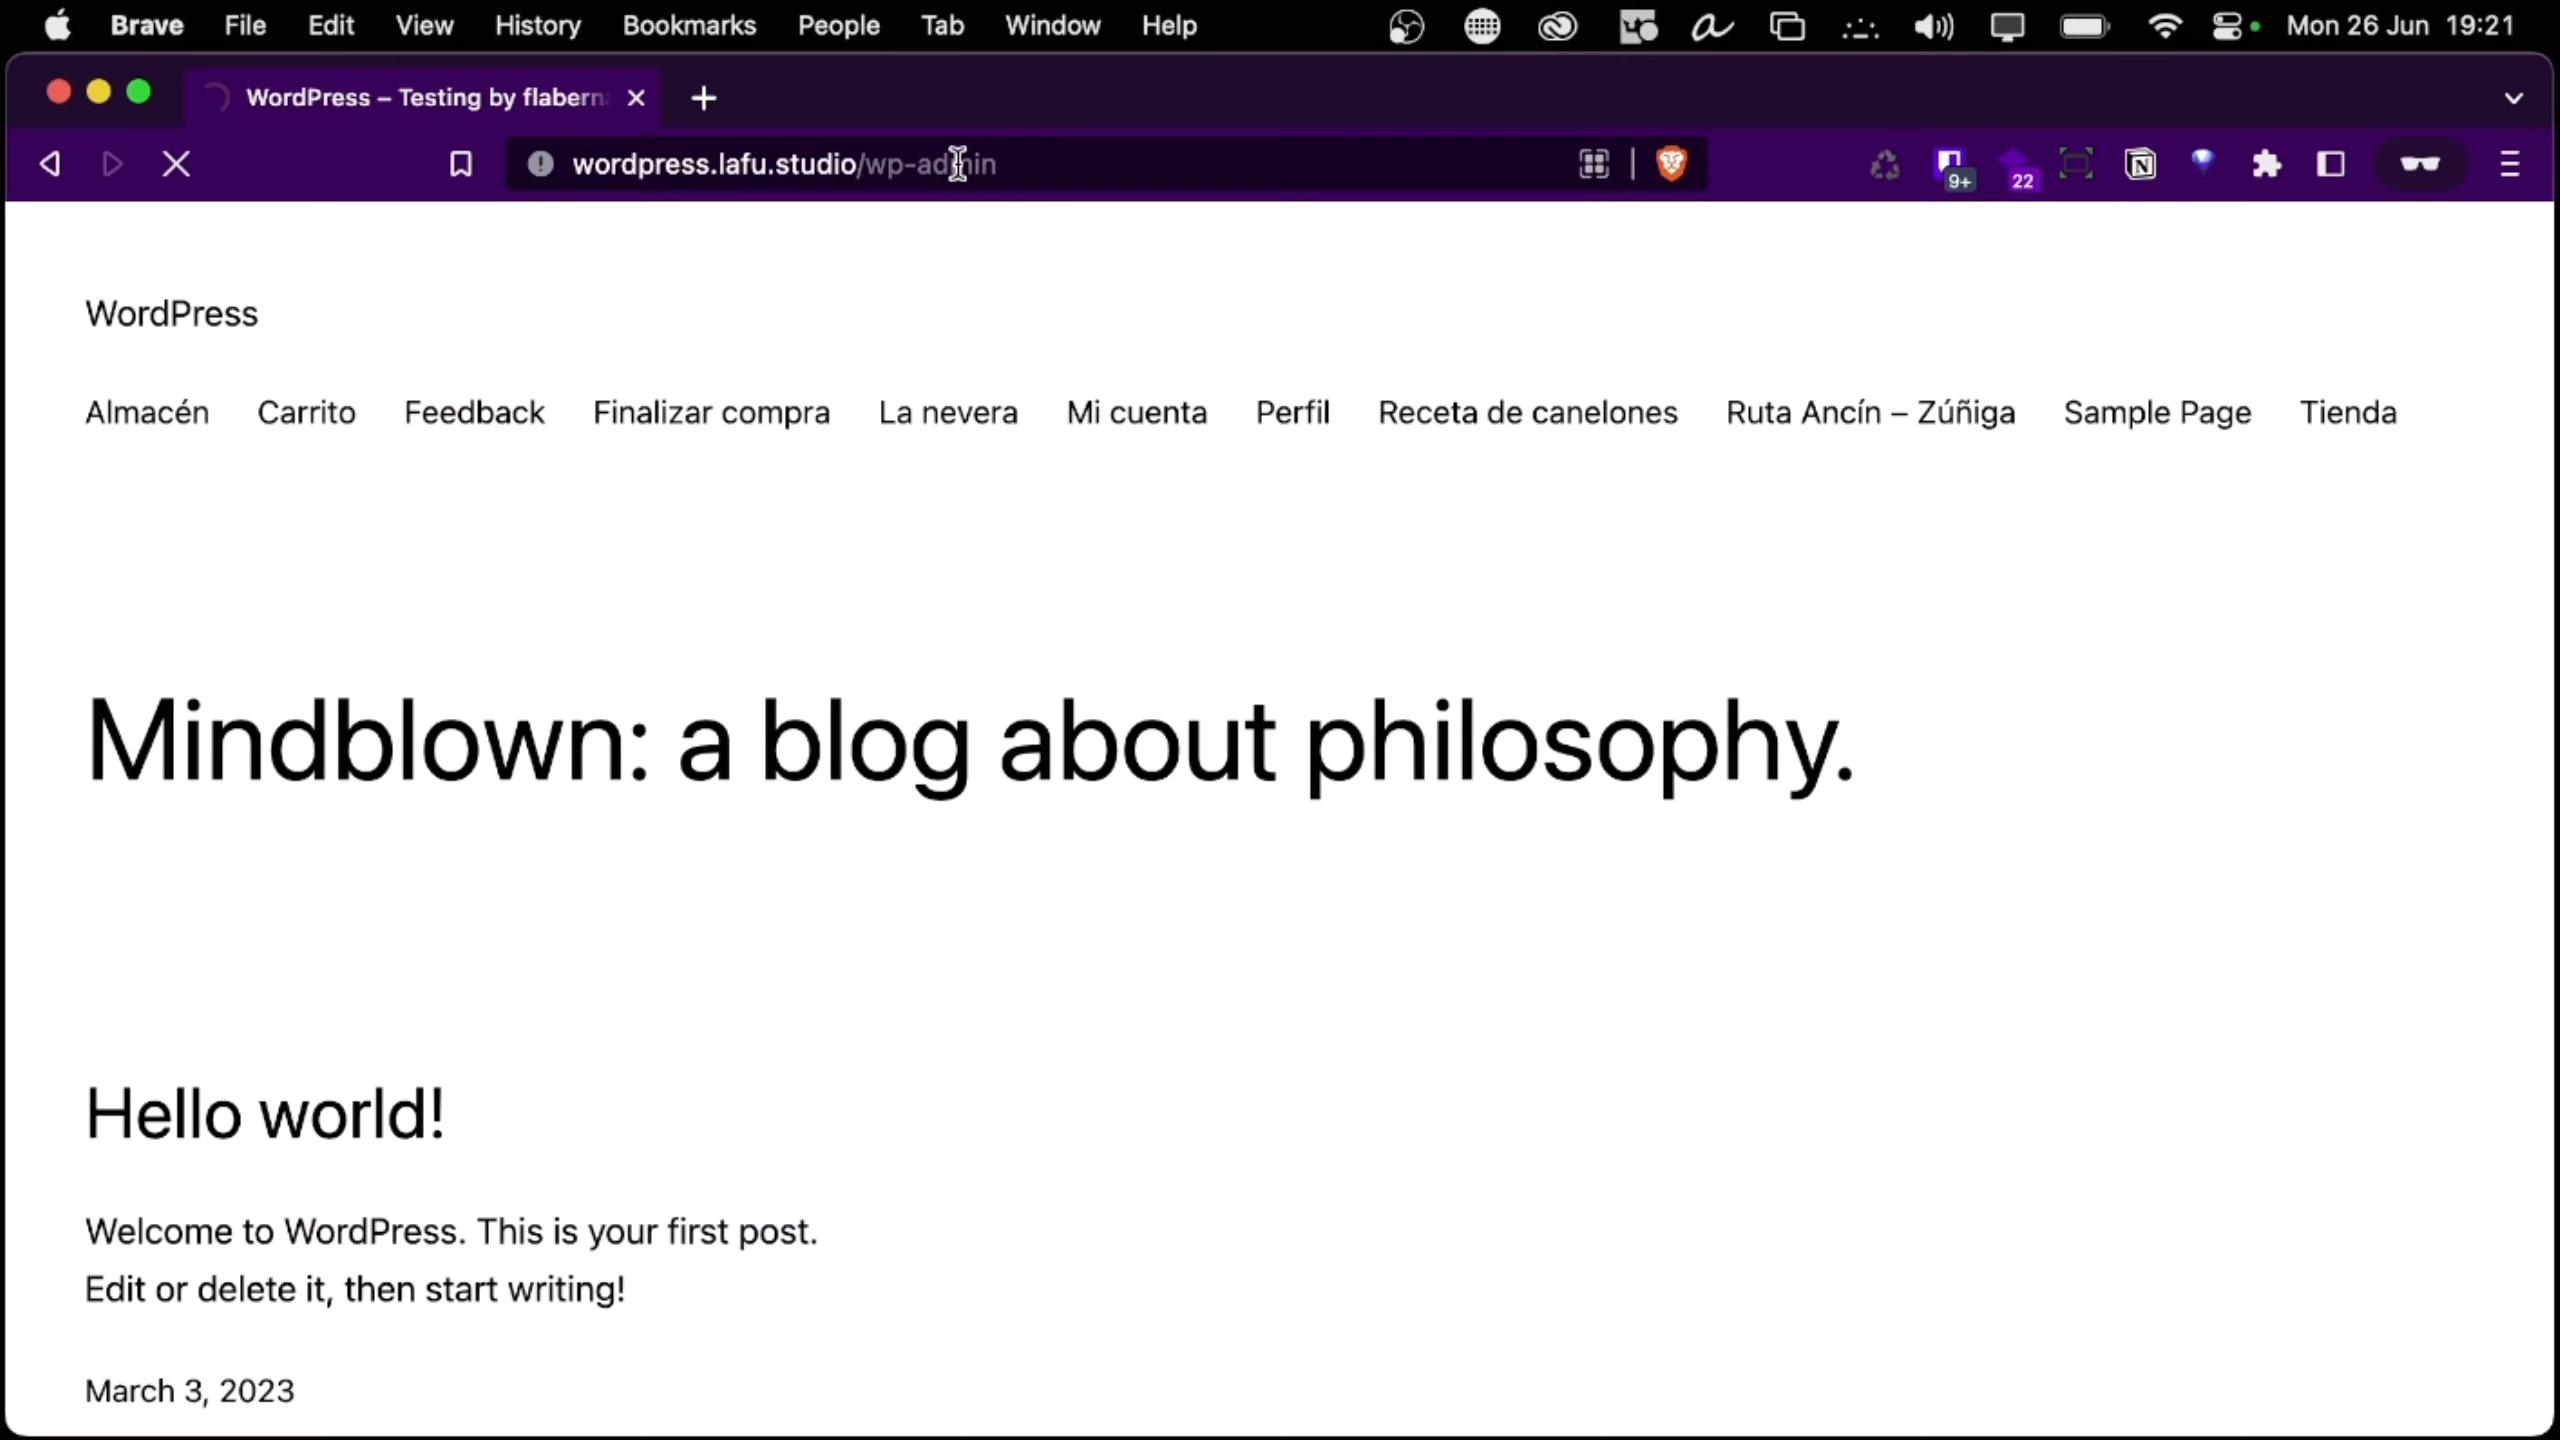 Brave File Edit View History Bookmarks People Tab Window Help Mon 26 Jun 19:21
WordPress – Testing by flabern
wordpress.lafu.studio/wp-admin 9+ 22
WordPress
Almacén Carrito Feedback Finalizar compra La nevera Mi cuenta Perfil Receta de canelones Ruta Ancín – Zúñiga Sample Page Tienda
Mindblown: a blog about philosophy.
Hello world!
Welcome to WordPress. This is your first post.
Edit or delete it, then start writing!
March 3, 2023